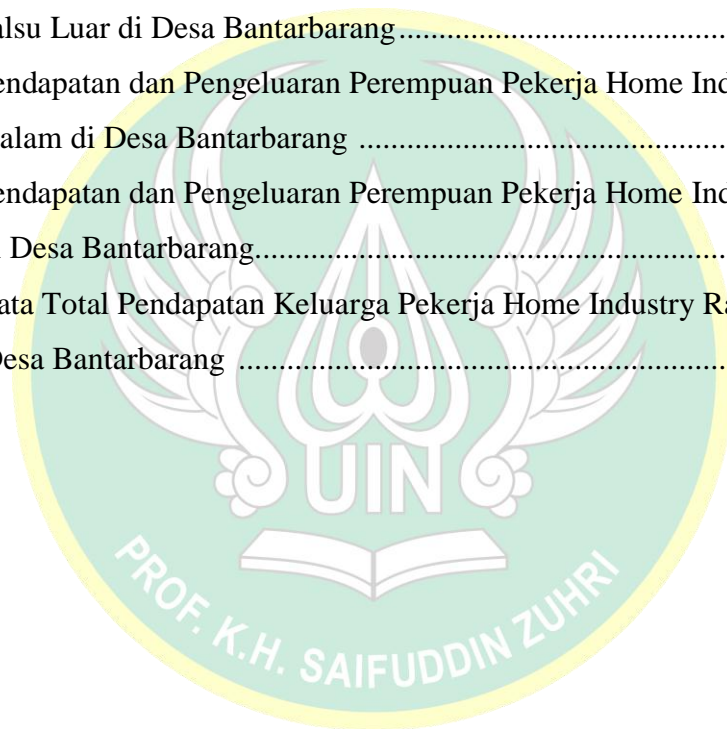 alsu Luar di Desa Bantarbarang........................................
endapatan dan Pengeluaran Perempuan Pekerja Home Ind
alam di Desa Bantarbarang .............................................
endapatan dan Pengeluaran Perempuan Pekerja Home Ind
Desa Bantarbarang.........................................................
ata Total Pendapatan Keluarga Pekerja Home Industry Ra
Desa Bantarbarang ...........................................................
UIN
PROF. K.H. SAIFUDDIN ZUHRI